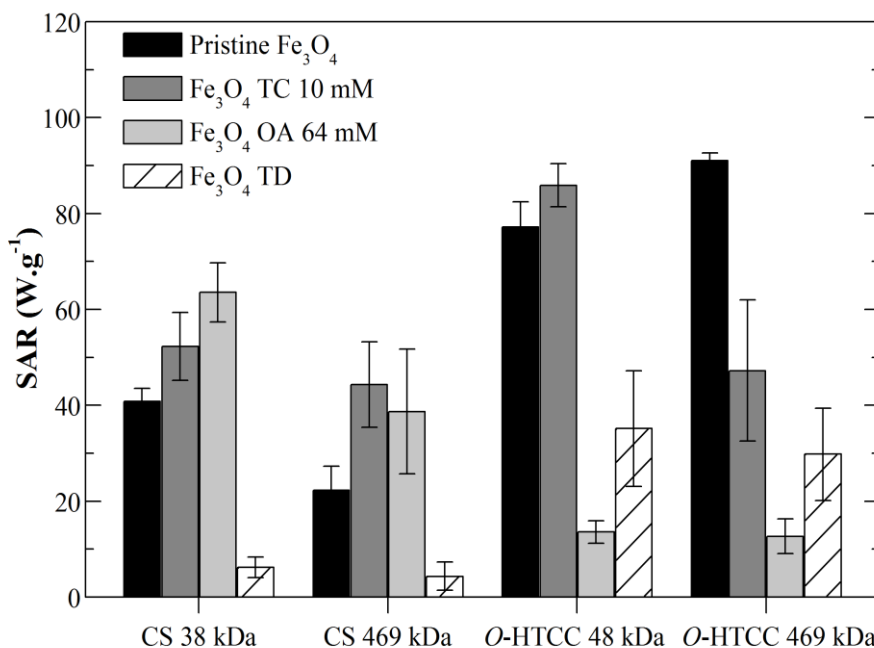 120
100
80
60
40
20
0
SAR (W.g⁻¹)
Pristine Fe₃O₄
Fe₃O₄ TC 10 mM
Fe₃O₄ OA 64 mM
Fe₃O₄ TD
CS 38 kDa CS 469 kDa O-HTCC 48 kDa O-HTCC 469 kDa